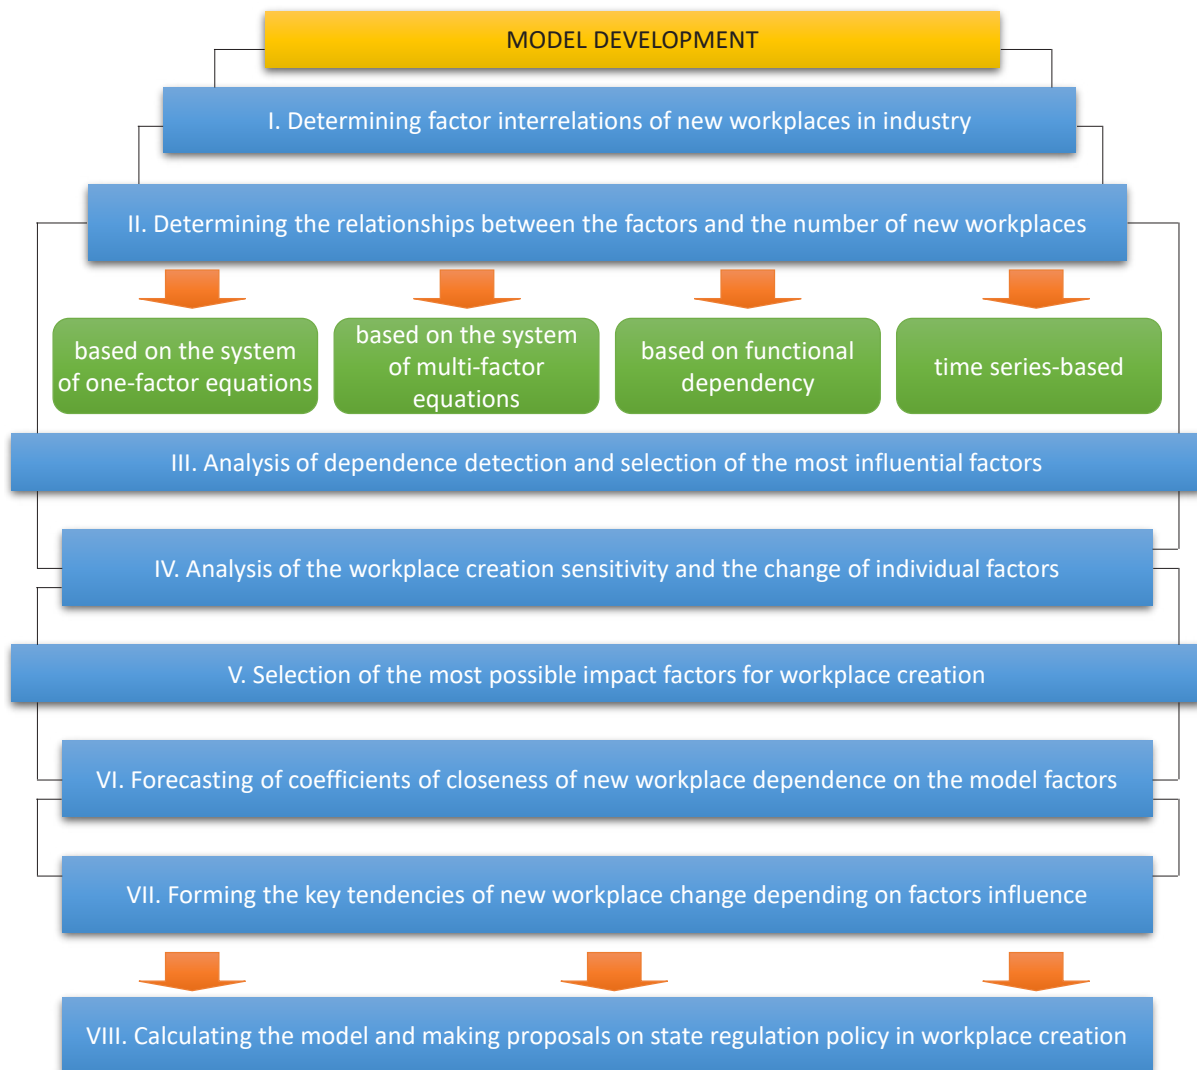 MODEL DEVELOPMENT
I. Determining factor interrelations of new workplaces in industry
II. Determining the relationships between the factors and the number of new workplaces
based on the system
of one-factor equations
based on the system
of multi-factor
equations
based on functional
dependency
time series-based
III. Analysis of dependence detection and selection of the most influential factors
IV. Analysis of the workplace creation sensitivity and the change of individual factors
V. Selection of the most possible impact factors for workplace creation
VI. Forecasting of coefficients of closeness of new workplace dependence on the model factors
VII. Forming the key tendencies of new workplace change depending on factors influence
VIII. Calculating the model and making proposals on state regulation policy in workplace creation